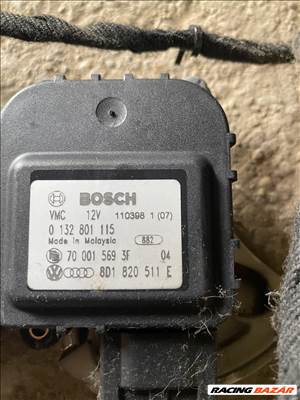 BOSCH
VMC 12V 110398 1 (07)
0 132 801 115
Made in Malaysia 882
70 001 569 3F 04
8D1 820 511 E
RACING BAZÁR